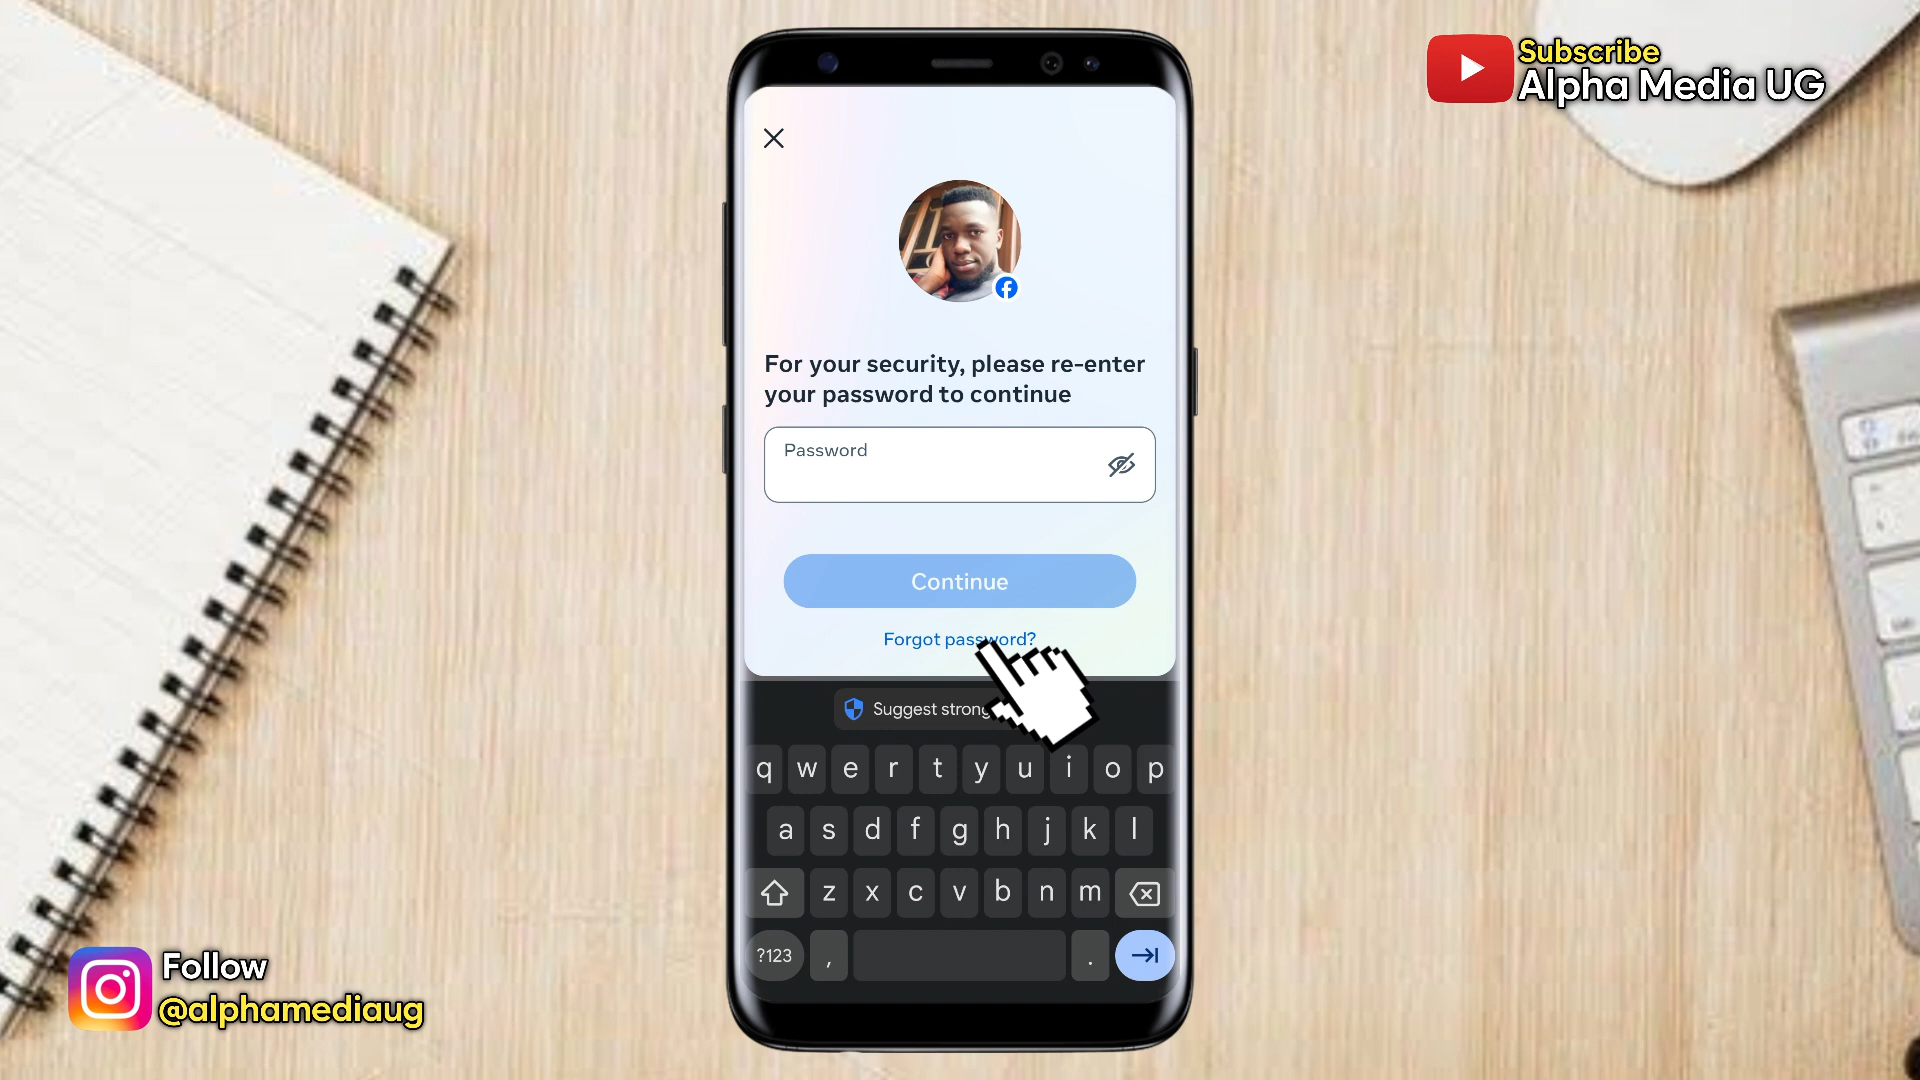 Subscribe
Alpha Media UG
For your security, please re-enter
your password to continue
Password
Continue
Forgot password?
Suggest strong
q w e r t y u i o p
a s d f g h j k l
z x c v b n m
?123 , .
Follow
@alphamediaug